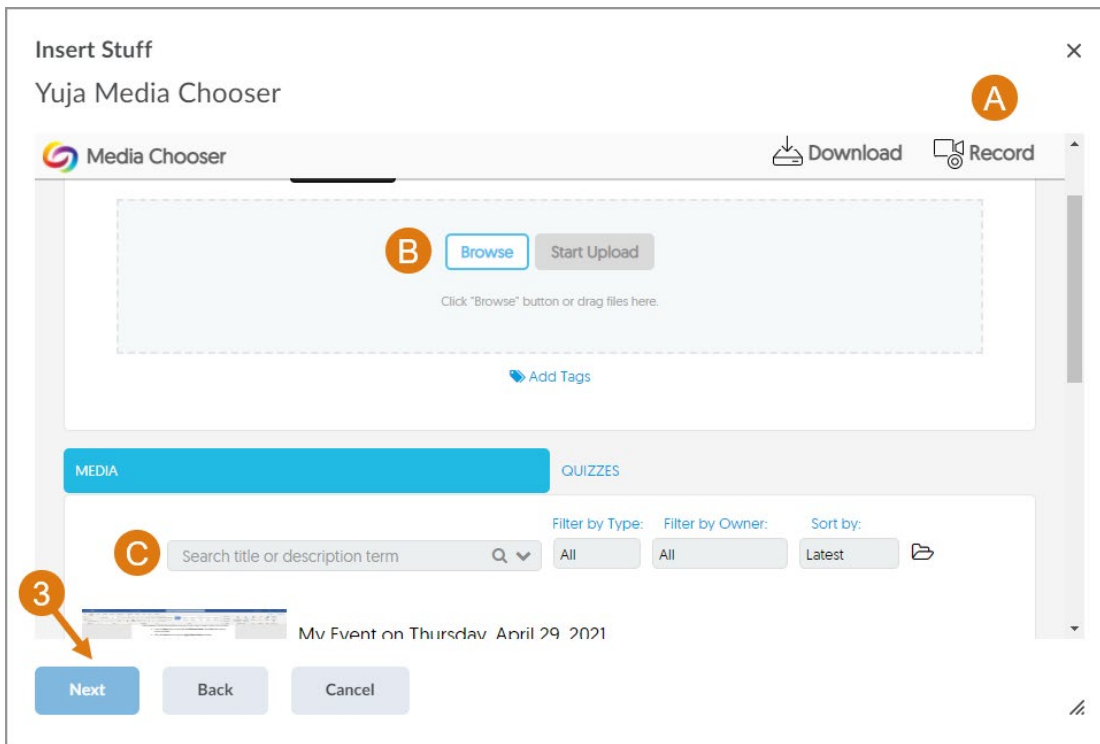 Insert Stuff
Yuja Media Chooser
A
Media Chooser
Download
Record
B
Browse
Start Upload
Click "Browse" button or drag files here.
Add Tags
MEDIA
QUIZZES
Filter by Type:
Filter by Owner:
Sort by:
C
Search title or description term
All
All
Latest
3
My Event on Thursday, April 29, 2021
Next
Back
Cancel